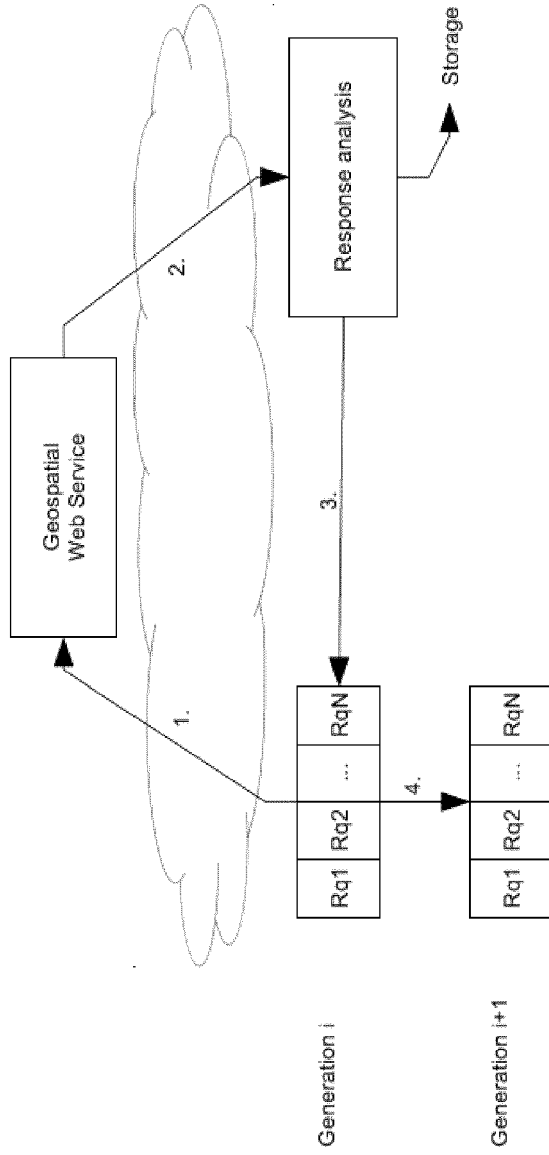 Geospatial
Web Service
1.
2.
Generation i
Rq1
Rq2
...
RqN
3.
Response analysis
4.
Storage
Generation i+1
Rq1
Rq2
...
RqN